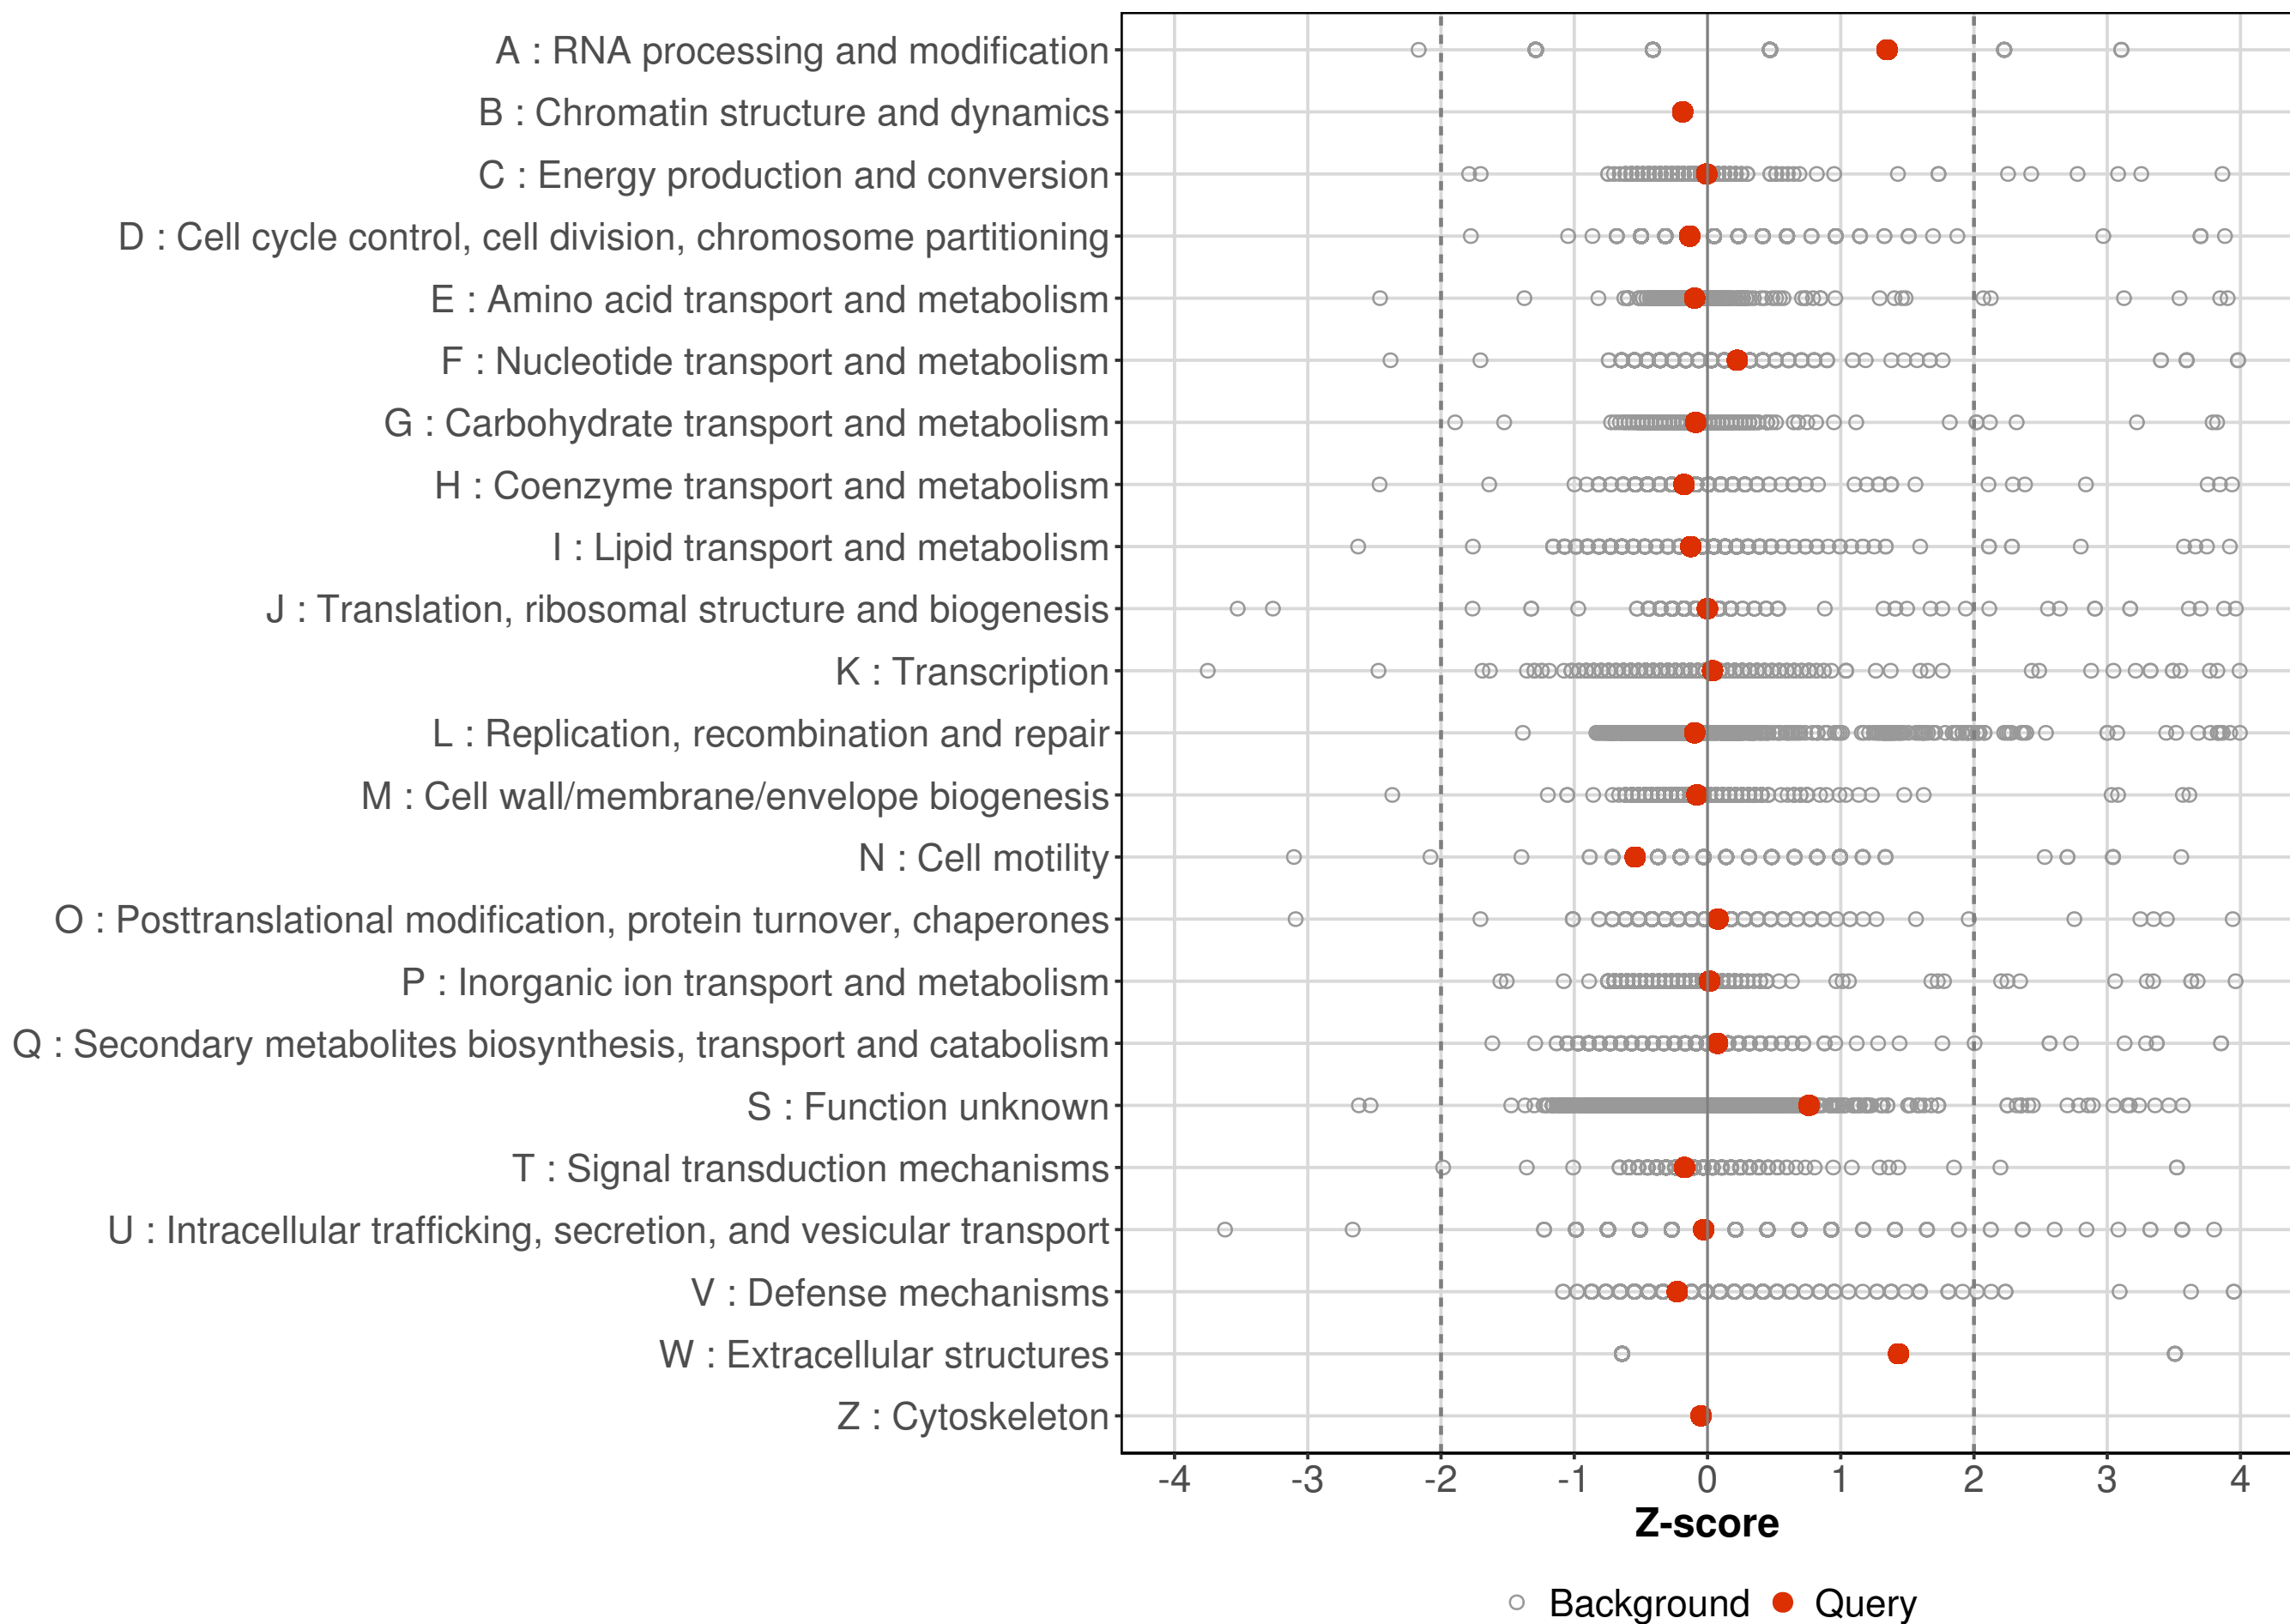 A : RNA processing and modification
B : Chromatin structure and dynamics
C : Energy production and conversion
D : Cell cycle control, cell division, chromosome partitioning
E : Amino acid transport and metabolism
F : Nucleotide transport and metabolism
G : Carbohydrate transport and metabolism
H : Coenzyme transport and metabolism
I : Lipid transport and metabolism
J : Translation, ribosomal structure and biogenesis
K : Transcription
L : Replication, recombination and repair
M : Cell wall/membrane/envelope biogenesis
N : Cell motility
O : Posttranslational modification, protein turnover, chaperones
P : Inorganic ion transport and metabolism
Q : Secondary metabolites biosynthesis, transport and catabolism
S : Function unknown
T : Signal transduction mechanisms
U : Intracellular trafficking, secretion, and vesicular transport
V : Defense mechanisms
W : Extracellular structures
Z : Cytoskeleton
-4 -3 -2 -1 0 1 2 3 4
Z-score
Background Query